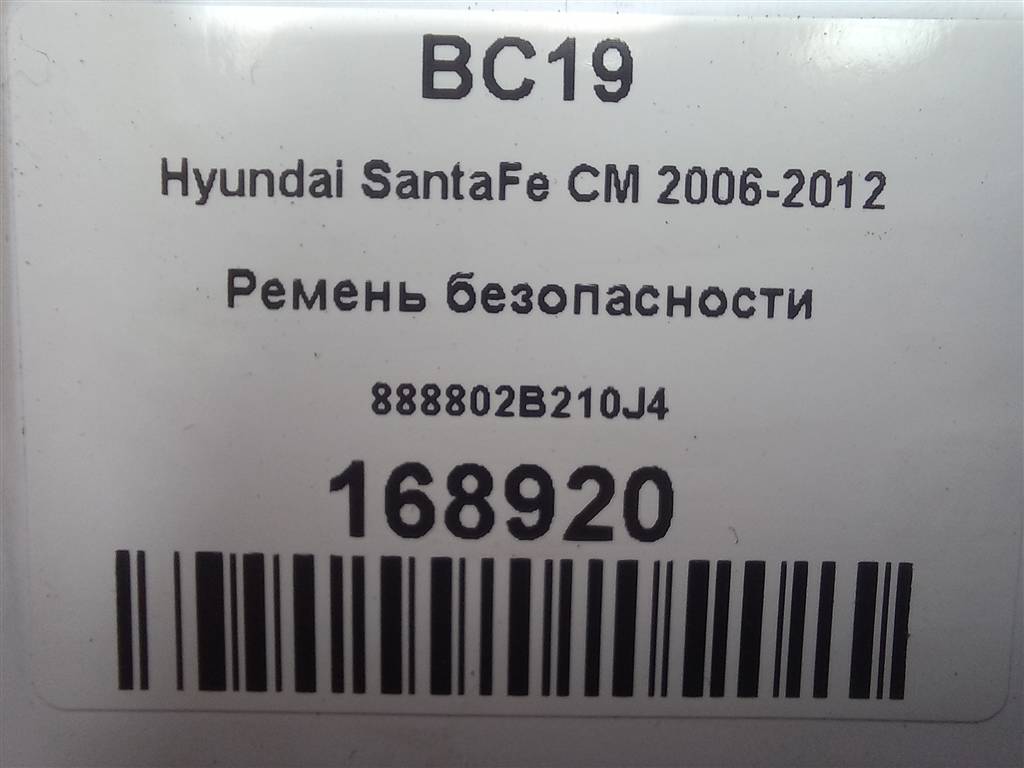 BC19
Hyundai SantaFe CM 2006-2012
Ремень безопасности
888802B210J4
168920